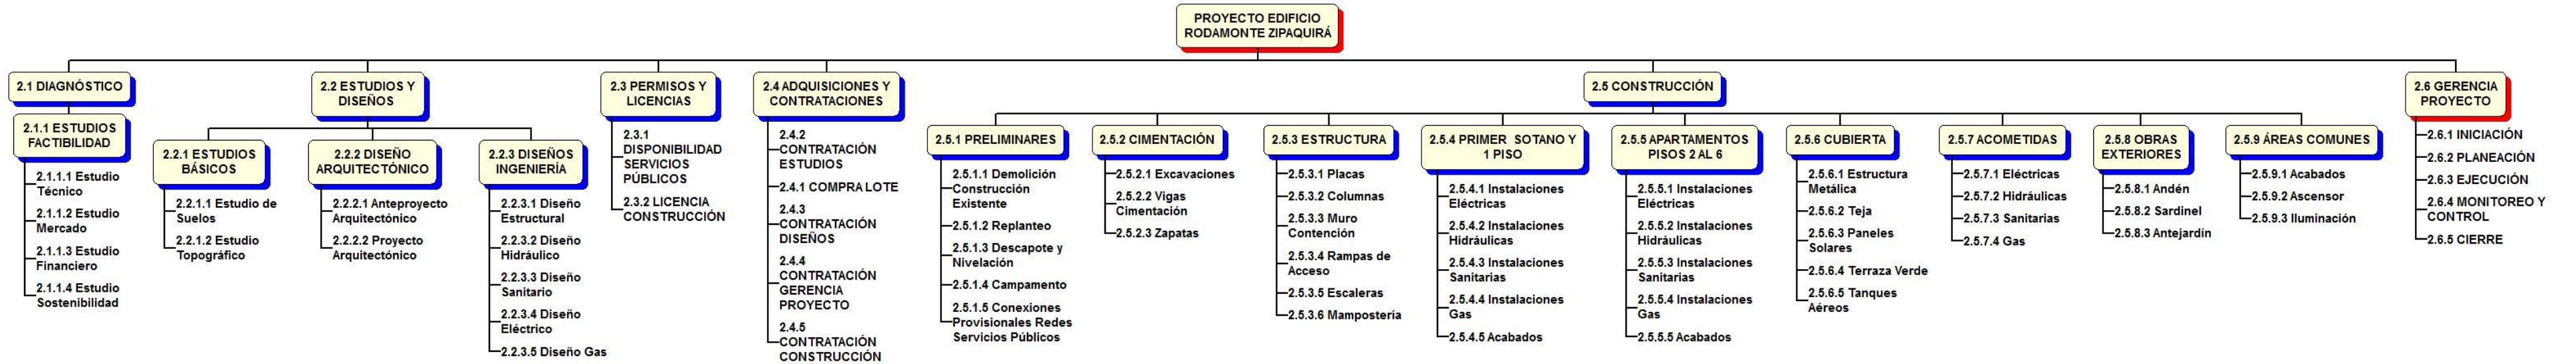 PROYECTO EDIFICIO
RODAMONTE ZIPAQUIRÁ
2.1 DIAGNÓSTICO
2.1.1 ESTUDIOS
FACTIBILIDAD
2.1.1.1 Estudio
Técnico
2.1.1.2 Estudio
Mercado
2.1.1.3 Estudio
Financiero
2.1.1.4 Estudio
Sostenibilidad
2.2 ESTUDIOS Y
DISEÑOS
2.2.1 ESTUDIOS
BÁSICOS
2.2.1.1 Estudio de
Suelos
2.2.1.2 Estudio
Topográfico
2.2.2 DISEÑO
ARQUITECTÓNICO
2.2.2.1 Anteproyecto
Arquitectónico
2.2.2.2 Proyecto
Arquitectónico
2.2.3 DISEÑOS
INGENIERÍA
2.2.3.1 Diseño
Estructural
2.2.3.2 Diseño
Hidráulico
2.2.3.3 Diseño
Sanitario
2.2.3.4 Diseño
Eléctrico
2.2.3.5 Diseño Gas
2.3 PERMISOS Y
LICENCIAS
2.3.1
DISPONIBILIDAD
SERVICIOS
PÚBLICOS
2.3.2 LICENCIA
CONSTRUCCIÓN
2.4 ADQUISICIONES Y
CONTRATACIONES
2.4.2
CONTRATACIÓN
ESTUDIOS
2.4.1 COMPRA LOTE
2.4.3
CONTRATACIÓN
DISEÑOS
2.4.4
CONTRATACIÓN
GERENCIA
PROYECTO
2.4.5
CONTRATACIÓN
CONSTRUCCIÓN
2.5 CONSTRUCCIÓN
2.5.1 PRELIMINARES
2.5.1.1 Demolición
Construcción
Existente
2.5.1.2 Replanteo
2.5.1.3 Descapote y
Nivelación
2.5.1.4 Campamento
2.5.1.5 Conexiones
Provisionales Redes
Servicios Públicos
2.5.2 CIMENTACIÓN
2.5.2.1 Excavaciones
2.5.2.2 Vigas
Cimentación
2.5.2.3 Zapatas
2.5.3 ESTRUCTURA
2.5.3.1 Placas
2.5.3.2 Columnas
2.5.3.3 Muro
Contención
2.5.3.4 Rampas de
Acceso
2.5.3.5 Escaleras
2.5.3.6 Mampostería
2.5.4 PRIMER SOTANO Y
1 PISO
2.5.4.1 Instalaciones
Eléctricas
2.5.4.2 Instalaciones
Hidráulicas
2.5.4.3 Instalaciones
Sanitarias
2.5.4.4 Instalaciones
Gas
2.5.4.5 Acabados
2.5.5 APARTAMENTOS
PISOS 2 AL 6
2.5.5.1 Instalaciones
Eléctricas
2.5.5.2 Instalaciones
Hidráulicas
2.5.5.3 Instalaciones
Sanitarias
2.5.5.4 Instalaciones
Gas
2.5.5.5 Acabados
2.5.6 CUBIERTA
2.5.6.1 Estructura
Metálica
2.5.6.2 Teja
2.5.6.3 Paneles
Solares
2.5.6.4 Terraza Verde
2.5.6.5 Tanques
Aéreos
2.5.7 ACOMETIDAS
2.5.7.1 Eléctricas
2.5.7.2 Hidráulicas
2.5.7.3 Sanitarias
2.5.7.4 Gas
2.5.8 OBRAS
EXTERIORES
2.5.8.1 Andén
2.5.8.2 Sardinel
2.5.8.3 Antejardín
2.5.9 ÁREAS COMUNES
2.5.9.1 Acabados
2.5.9.2 Ascensor
2.5.9.3 Iluminación
2.6 GERENCIA
PROYECTO
2.6.1 INICIACIÓN
2.6.2 PLANEACIÓN
2.6.3 EJECUCIÓN
2.6.4 MONITOREO Y
CONTROL
2.6.5 CIERRE